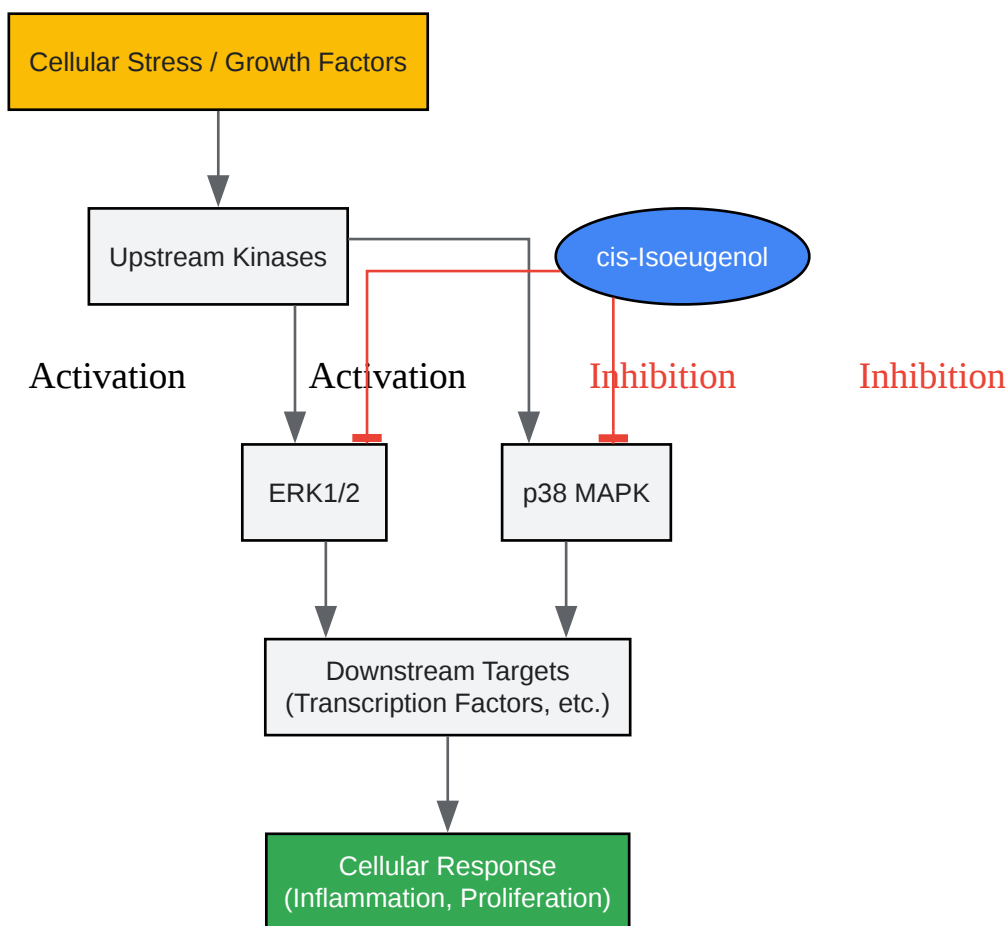 Cellular Stress / Growth Factors
Upstream Kinases
cis-Isoeugenol
Activation
Activation
Inhibition
Inhibition
ERK1/2
p38 MAPK
Downstream Targets
(Transcription Factors, etc.)
Cellular Response
(Inflammation, Proliferation)